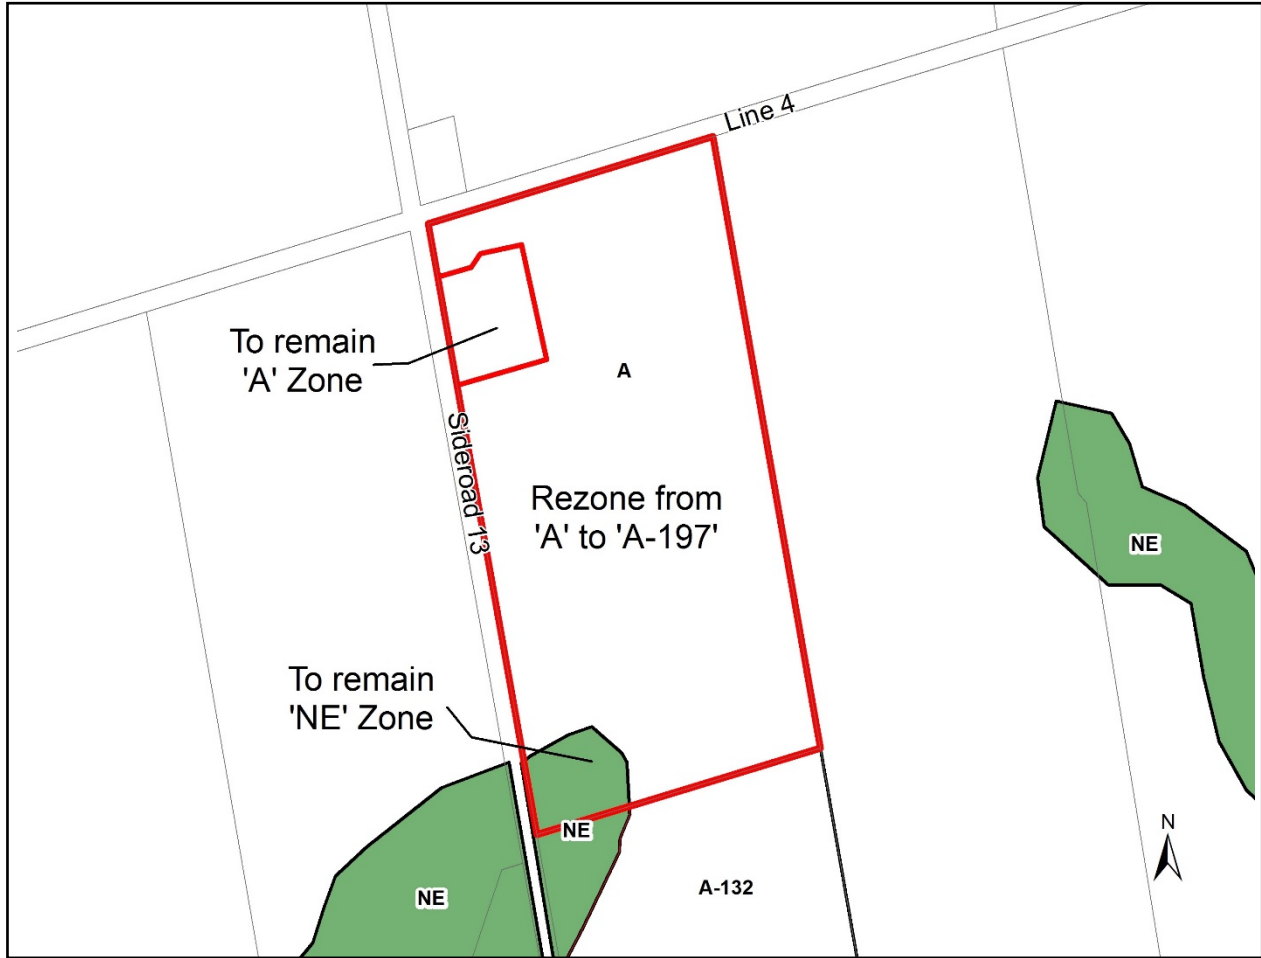 Line 4
To remain
'A' Zone
A
Sideroad 13
Rezone from
'A' to 'A-197'
NE
To remain
'NE' Zone
NE
N
A-132
NE